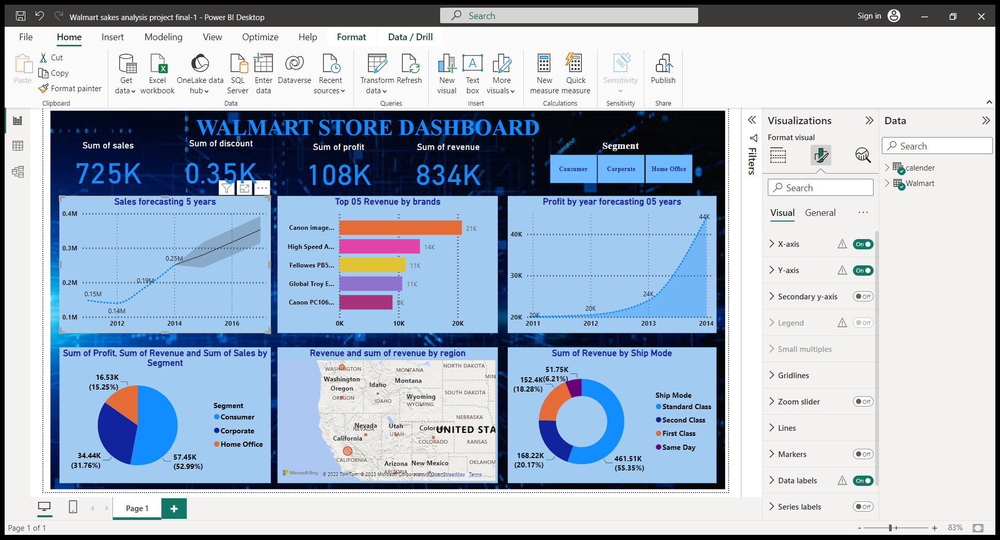 Walmart sakes analysis project final-1 - Power BI Desktop
Search
Sign in
File Home Insert Modeling View Optimize Help Format Data / Drill
Paste
Cut
Copy
Format painter
Clipboard
Get data
Excel workbook
OneLake data hub
SQL Server
Enter data
Dataverse
Recent sources
Data
Transform data
Refresh
Queries
New visual
Text box
More visuals
Insert
New measure
Quick measure
Calculations
Sensitivity
Sensitivity
Publish
Share
WALMART STORE DASHBOARD
Sum of sales
725K
Sum of discount
0.35K
Sum of profit
108K
Sum of revenue
834K
Segment
Consumer
Corporate
Home Office
Sales forecasting 5 years
0.4M
0.3M
0.2M
0.1M
0.15M
0.14M
0.19M
0.25M
2012 2014 2016
Top 05 Revenue by brands
Canon image... 21K
High Speed A... 14K
Fellowes PB5... 11K
Global Troy E... 11K
Canon PC106... 9K
0K 10K 20K
Profit by year forecasting 05 years
40K
30K
20K
20K
20K
24K
44K
2011 2012 2013 2014
Sum of Profit, Sum of Revenue and Sum of Sales by
Segment
16.53K
(15.25%)
34.44K
(31.76%)
57.45K
(52.99%)
Segment
Consumer
Corporate
Home Office
Revenue and sum of revenue by region
WASHINGTON
Washington
Oregon
OREGON
Idaho
IDAHO
MONTANA
Montana
NORTH DAKOTA
MIN
SOUTH DAKOTA
Wyoming
WYOMING
NEBRASKA
Nevada
NEVADA
Utah
UTAH
Colorado
COLORADO
UNITED STA
KANSAS
California
CALIFORNIA
Arizona
ARIZONA
New Mexico
OKLAHOM
Microsoft Bing
© 2023 TomTom, © 2023 Microsoft Corporation, © OpenStreetMap Terms
Sum of Revenue by Ship Mode
51.75K
(6.21%)
152.4K
(18.28%)
168.22K
(20.17%)
461.51K
(55.35%)
Ship Mode
Standard Class
Second Class
First Class
Same Day
Filters
Visualizations
Format visual
Search
Visual General
X-axis On
Y-axis On
Secondary y-axis Off
Legend Off
Small multiples
Gridlines
Zoom slider Off
Lines
Markers Off
Data labels On
Series labels Off
Data
Search
calender
Walmart
Page 1
Page 1 of 1
83%